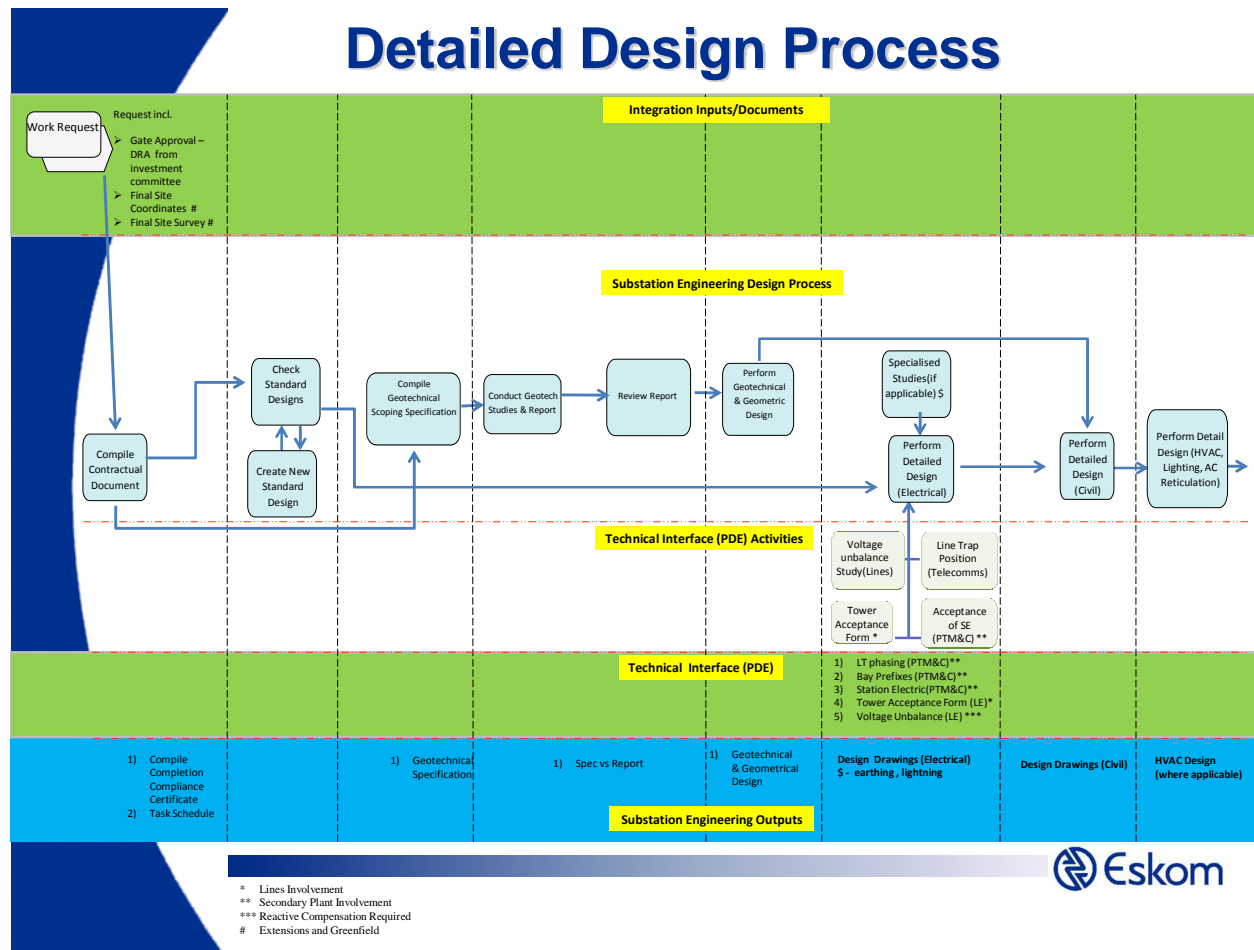 Detailed Design Process
Integration Inputs/Documents
Work Request
Request incl.
➢ Gate Approval –
DRA from
investment
committee
➢ Final Site
Coordinates #
➢ Final Site Survey #
Substation Engineering Design Process
Compile
Contractual
Document
Check
Standard
Designs
Create New
Standard
Design
Compile
Geotechnical
Scoping Specification
Conduct Geotech
Studies & Report
Review Report
Perform
Geotechnical
& Geometric
Design
Specialised
Studies(if
applicable) $
Perform
Detailed
Design
(Electrical)
Perform
Detailed
Design
(Civil)
Perform Detail
Design (HVAC,
Lighting, AC
Reticulation)
Technical Interface (PDE) Activities
Voltage
unbalance
Study(Lines)
Line Trap
Position
(Telecomms)
Tower
Acceptance
Form *
Acceptance
of SE
(PTM&C) **
Technical Interface (PDE)
1) LT phasing (PTM&C)**
2) Bay Prefixes (PTM&C)**
3) Station Electric(PTM&C)**
4) Tower Acceptance Form (LE)*
5) Voltage Unbalance (LE) ***
1) Compile
Completion
Compliance
Certificate
2) Task Schedule
1) Geotechnical
Specification
1) Spec vs Report
1) Geotechnical
& Geometrical
Design
Design Drawings (Electrical)
$ - earthing , lightning
Design Drawings (Civil)
HVAC Design
(where applicable)
Substation Engineering Outputs
Eskom
* Lines Involvement
** Secondary Plant Involvement
*** Reactive Compensation Required
# Extensions and Greenfield